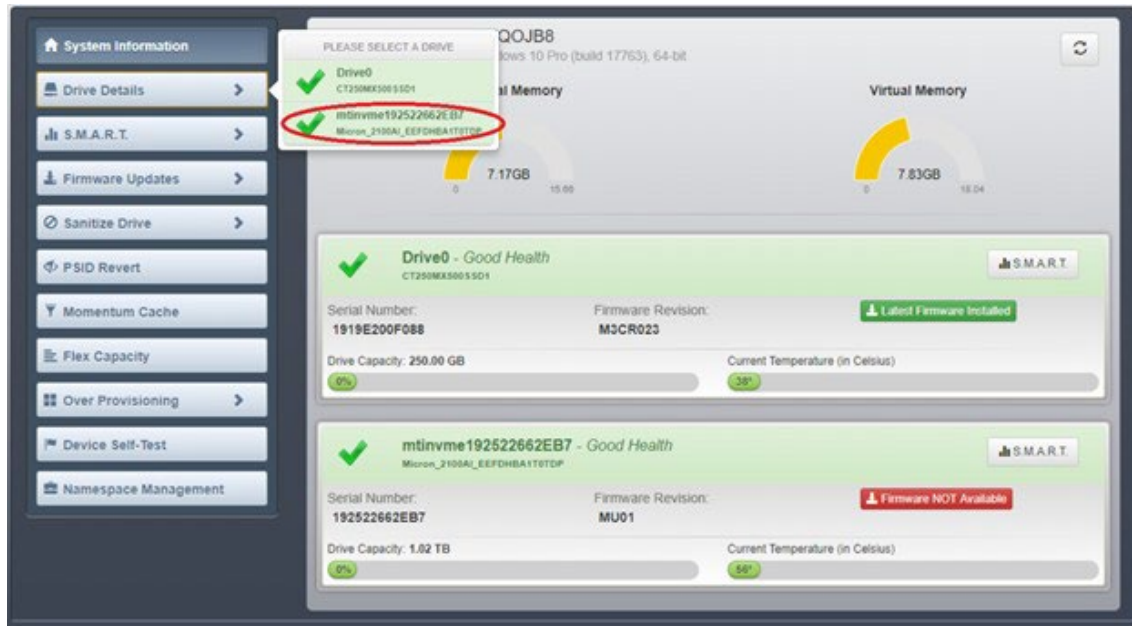 System Information
Drive Details
S.M.A.R.T.
Firmware Updates
Sanitize Drive
PSID Revert
Momentum Cache
Flex Capacity
Over Provisioning
Device Self-Test
Namespace Management
PLEASE SELECT A DRIVE
Drive0
CT250MX500SSD1
mtinvme192522662EB7
Micron_2100AI_EEFDHBA1T0TDP
QOJB8
dows 10 Pro (build 17763), 64-bit
al Memory
7.17GB
0
Virtual Memory
7.83GB
0 18.04
Drive0 - Good Health
CT250MX500SSD1
S.M.A.R.T.
Serial Number: Firmware Revision:
1919E200F088 M3CR023
Latest Firmware Installed
Drive Capacity: 250.00 GB Current Temperature (in Celsius)
0% 38°
mtinvme192522662EB7 - Good Health
Micron_2100AI_EEFDHBA1T0TDP
S.M.A.R.T.
Serial Number: Firmware Revision:
192522662EB7 MU01
Firmware NOT Available
Drive Capacity: 1.02 TB Current Temperature (in Celsius)
0% 56°